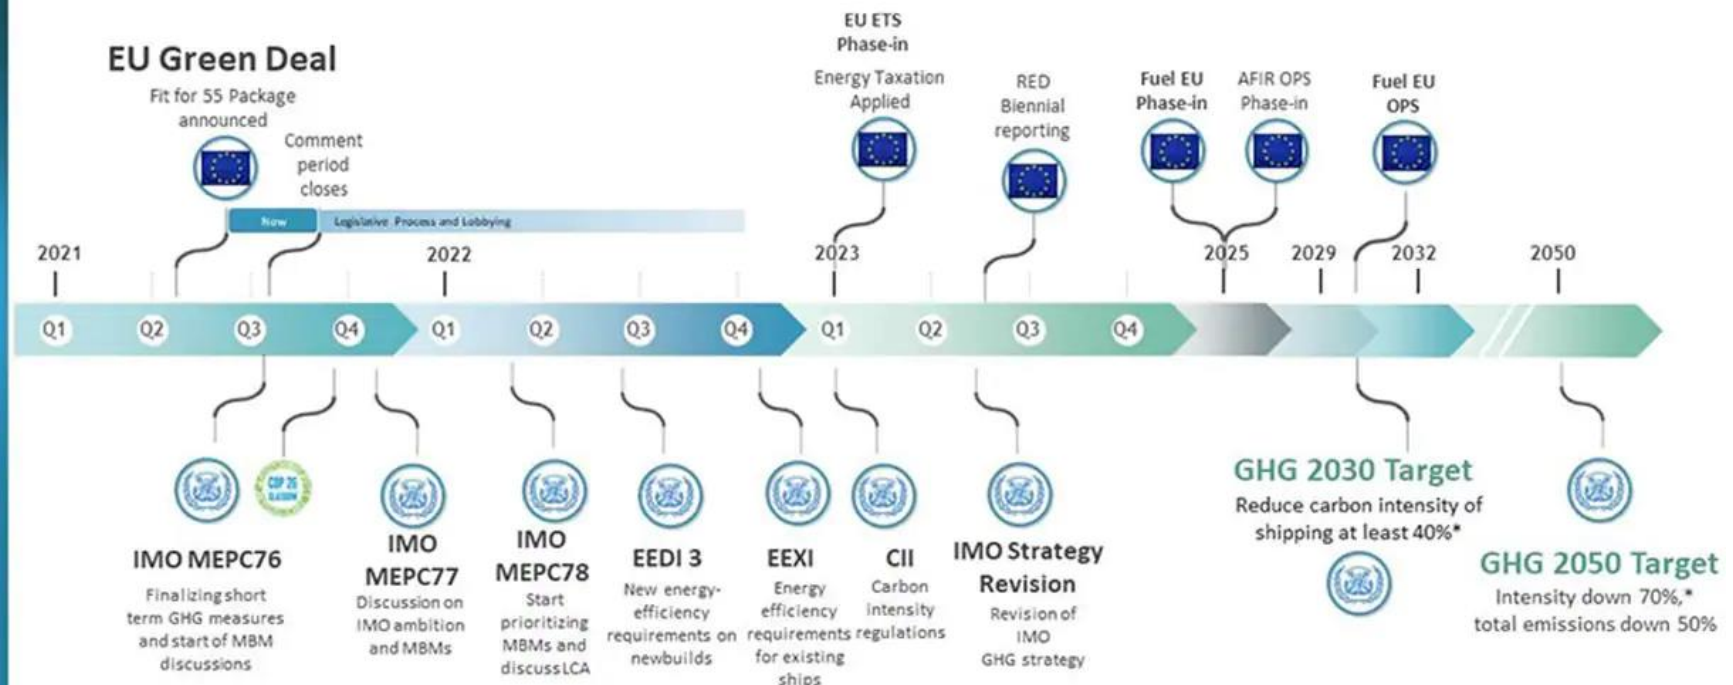 EU Green Deal
Fit for 55 Package
announced
Comment
period
closes
EU ETS
Phase-in
Energy Taxation
Applied
RED
Biennial
reporting
Fuel EU
Phase-in
AFIR OPS
Phase-in
Fuel EU
OPS
Now
Legislative Process and Lobbying
2021
2022
2023
2025
2029
2032
2050
Q1
Q2
Q3
Q4
Q1
Q2
Q3
Q4
Q1
Q2
Q3
Q4
COP 26
GLASGOW
IMO MEPC76
Finalizing short
term GHG measures
and start of MBM
discussions
IMO
MEPC77
Discussion on
IMO ambition
and MBMs
IMO
MEPC78
Start
prioritizing
MBMs and
discuss LCA
EEDI 3
New energy-
efficiency
requirements on
newbuilds
EEXI
Energy
efficiency
requirements
for existing
ships
CII
Carbon
intensity
regulations
IMO Strategy
Revision
Revision of
IMO
GHG strategy
GHG 2030 Target
Reduce carbon intensity of
shipping at least 40%*
GHG 2050 Target
Intensity down 70%,*
total emissions down 50%